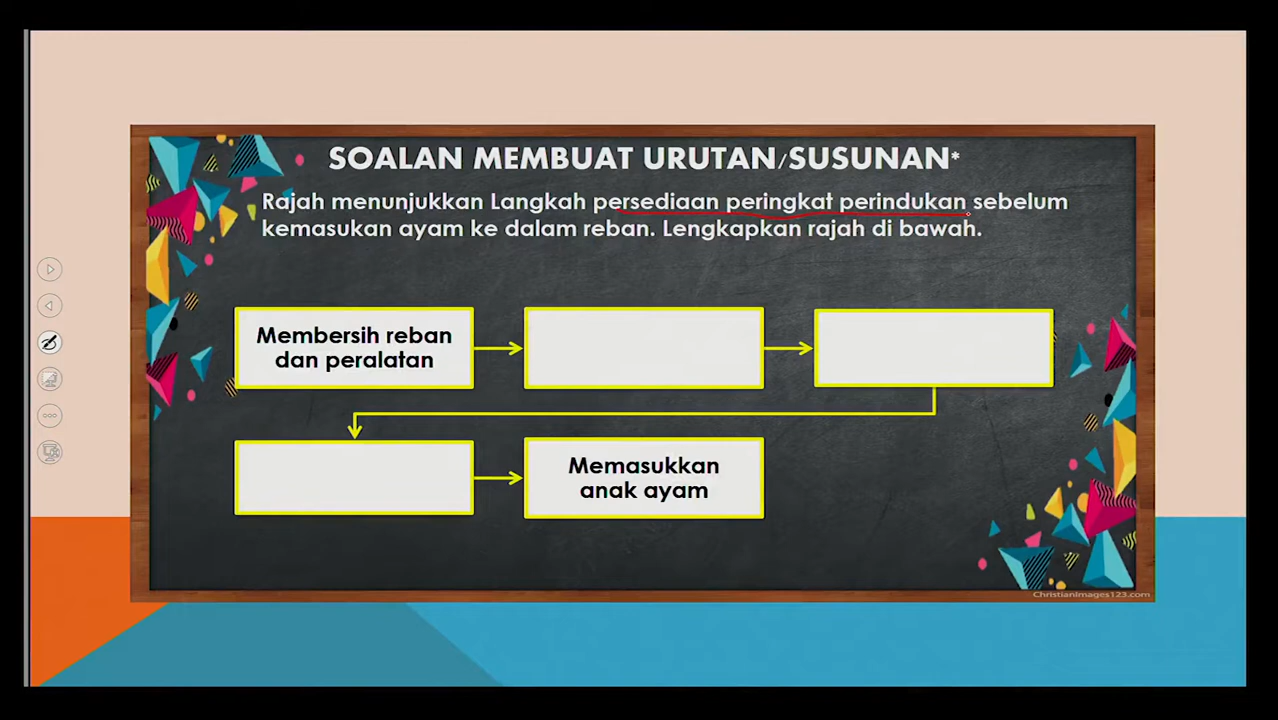 SOALAN MEMBUAT URUTAN/SUSUNAN*
Rajah menunjukkan Langkah persediaan peringkat perindukan sebelum
kemasukan ayam ke dalam reban. Lengkapkan rajah di bawah.
Membersih reban
dan peralatan
Memasukkan
anak ayam
ChristianImages123.com